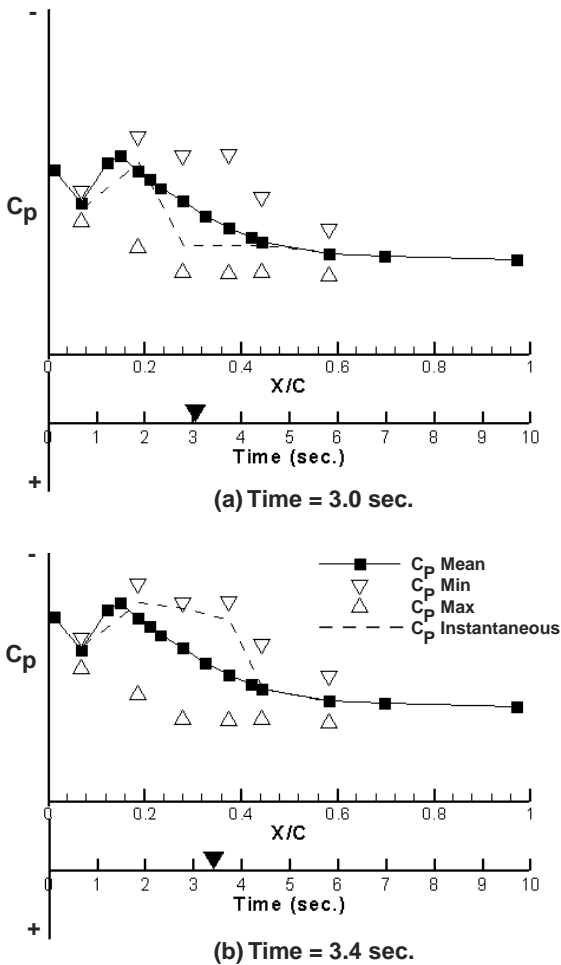 -
Cp
0 0.2 0.4 0.6 0.8 1
X/C
0 1 2 3 4 5 6 7 8 9 10
Time (sec.)
+
(a) Time = 3.0 sec.
-
CP Mean
CP Min
CP Max
CP Instantaneous
Cp
0 0.2 0.4 0.6 0.8 1
X/C
0 1 2 3 4 5 6 7 8 9 10
Time (sec.)
+
(b) Time = 3.4 sec.